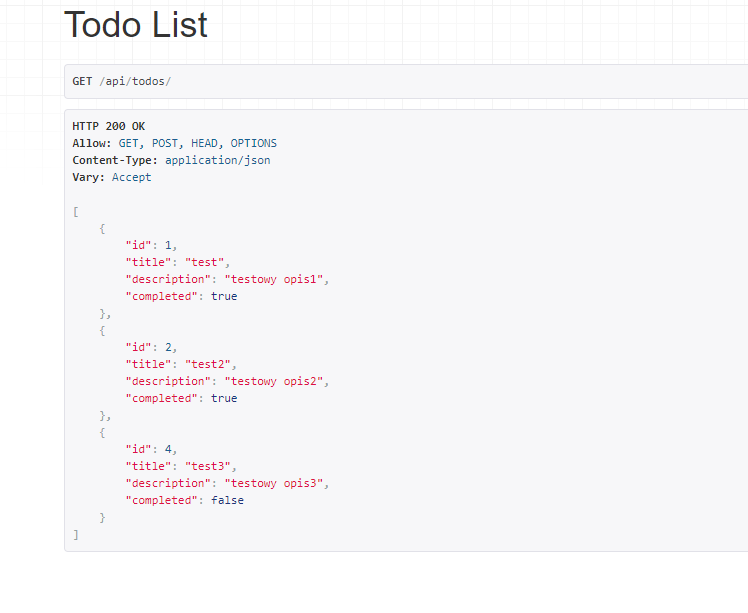 Todo List
GET /api/todos/
HTTP 200 OK
Allow: GET, POST, HEAD, OPTIONS
Content-Type: application/json
Vary: Accept
[
    {
        "id": 1,
        "title": "test",
        "description": "testowy opis1",
        "completed": true
    },
    {
        "id": 2,
        "title": "test2",
        "description": "testowy opis2",
        "completed": true
    },
    {
        "id": 4,
        "title": "test3",
        "description": "testowy opis3",
        "completed": false
    }
]